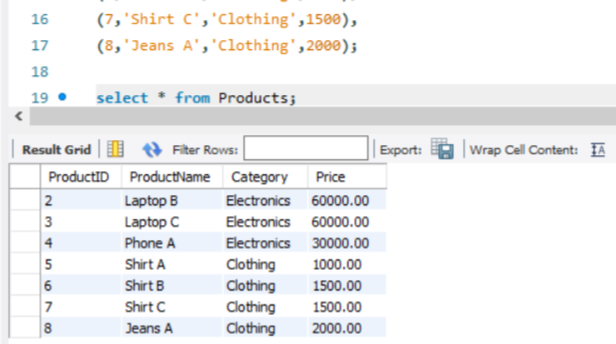 16 (7,'Shirt C','Clothing',1500),
17 (8,'Jeans A','Clothing',2000);
18
19 select * from Products;
Result Grid Filter Rows: Export: Wrap Cell Content: IA
ProductID ProductName Category Price
2 Laptop B Electronics 60000.00
3 Laptop C Electronics 60000.00
4 Phone A Electronics 30000.00
5 Shirt A Clothing 1000.00
6 Shirt B Clothing 1500.00
7 Shirt C Clothing 1500.00
8 Jeans A Clothing 2000.00